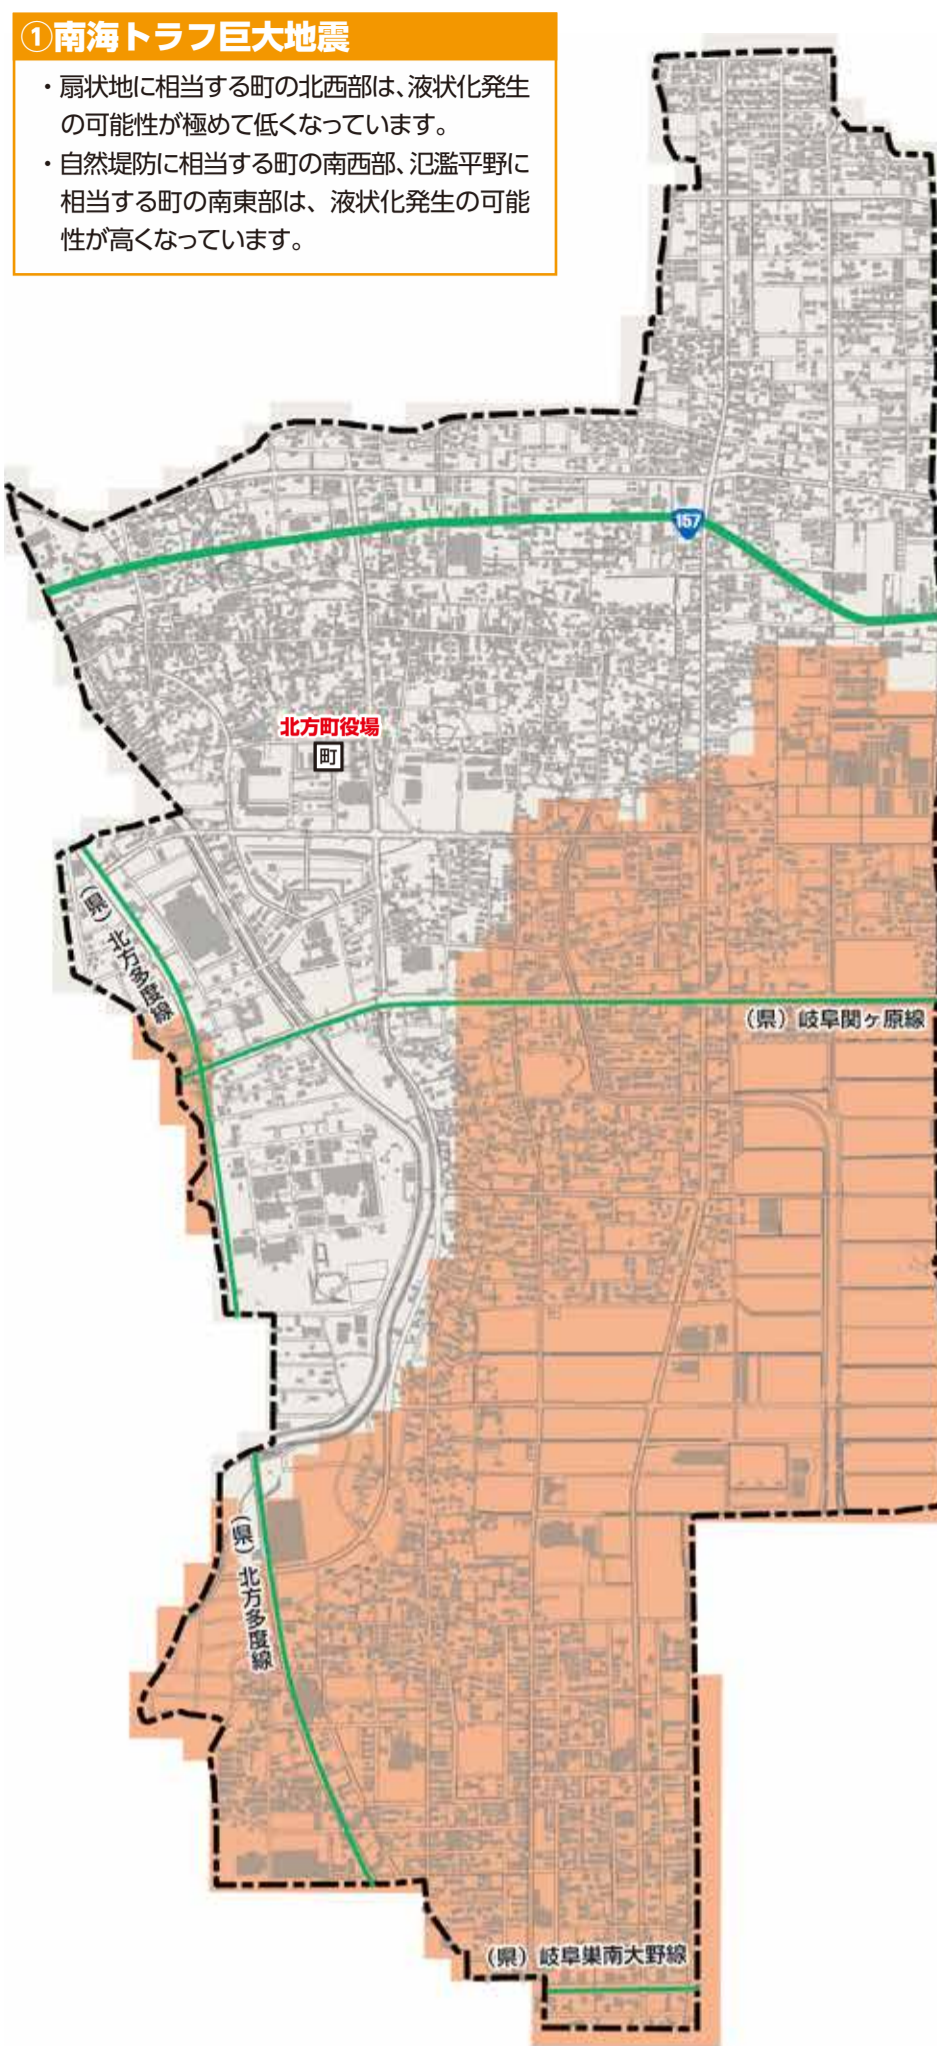 ①南海トラフ巨大地震
・扇状地に相当する町の北西部は、液状化発生
の可能性が極めて低くなっています。
・自然堤防に相当する町の南西部、氾濫平野に
相当する町の南東部は、液状化発生の可能
性が高くなっています。
157
北方町役場
町
(県) 北方多度線
(県) 岐阜関ヶ原線
(県) 北方多度線
(県) 岐阜巣南大野線